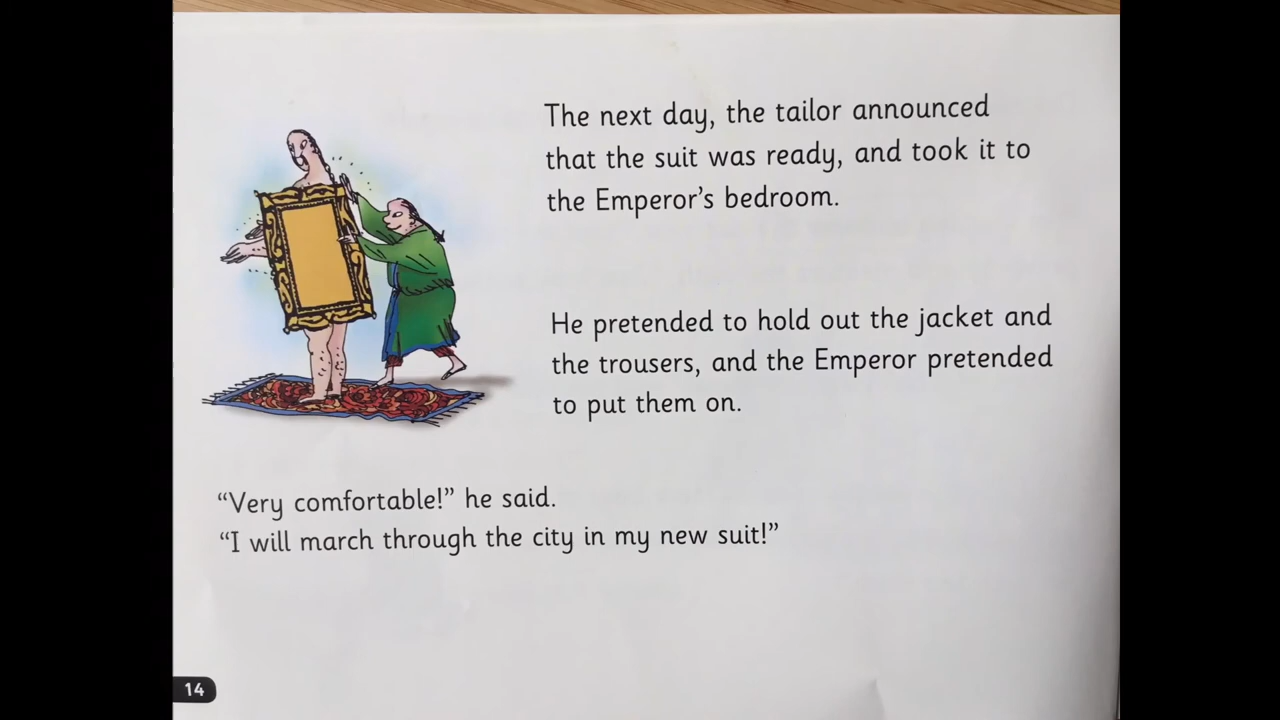 The next day, the tailor announced
that the suit was ready, and took it to
the Emperor's bedroom.
He pretended to hold out the jacket and
the trousers, and the Emperor pretended
to put them on.
“Very comfortable!” he said.
“I will march through the city in my new suit!”
14